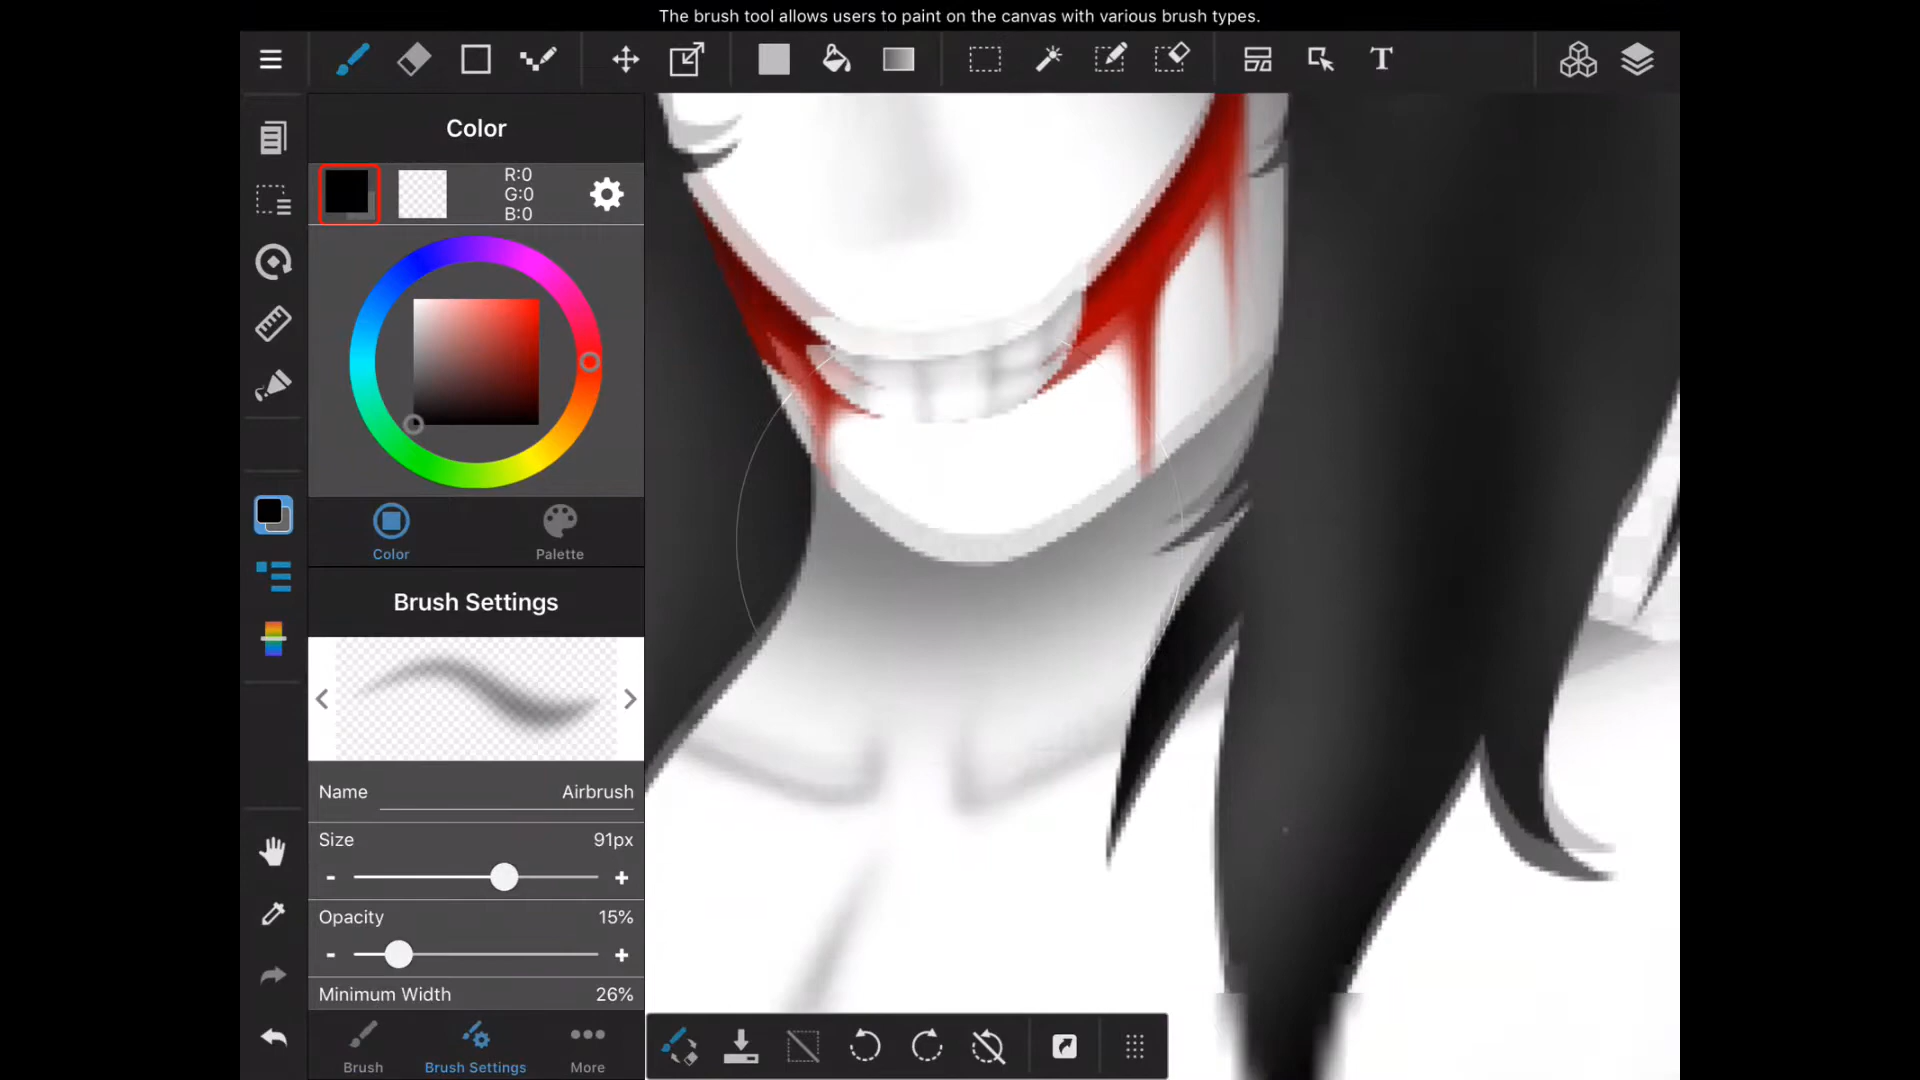 The brush tool allows users to paint on the canvas with various brush types.
T
Color
R:0
G:0
B:0
Color
Palette
Brush Settings
Name
Airbrush
Size
91px
-
+
Opacity
15%
-
+
Minimum Width
26%
Brush
Brush Settings
More